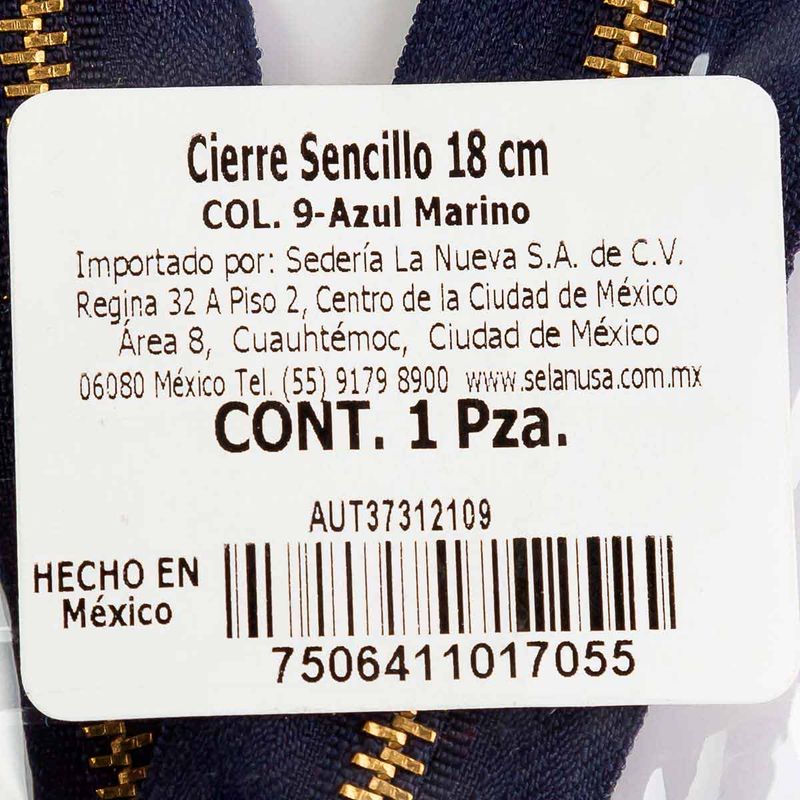 Cierre Sencillo 18 cm
COL. 9-Azul Marino
Importado por: Sedería La Nueva S.A. de C.V.
Regina 32 A Piso 2, Centro de la Ciudad de México
Área 8, Cuauhtémoc, Ciudad de México
06080 México Tel. (55) 9179 8900 www.selanusa.com.mx
CONT. 1 Pza.
AUT37312109
HECHO EN
México
7506411017055